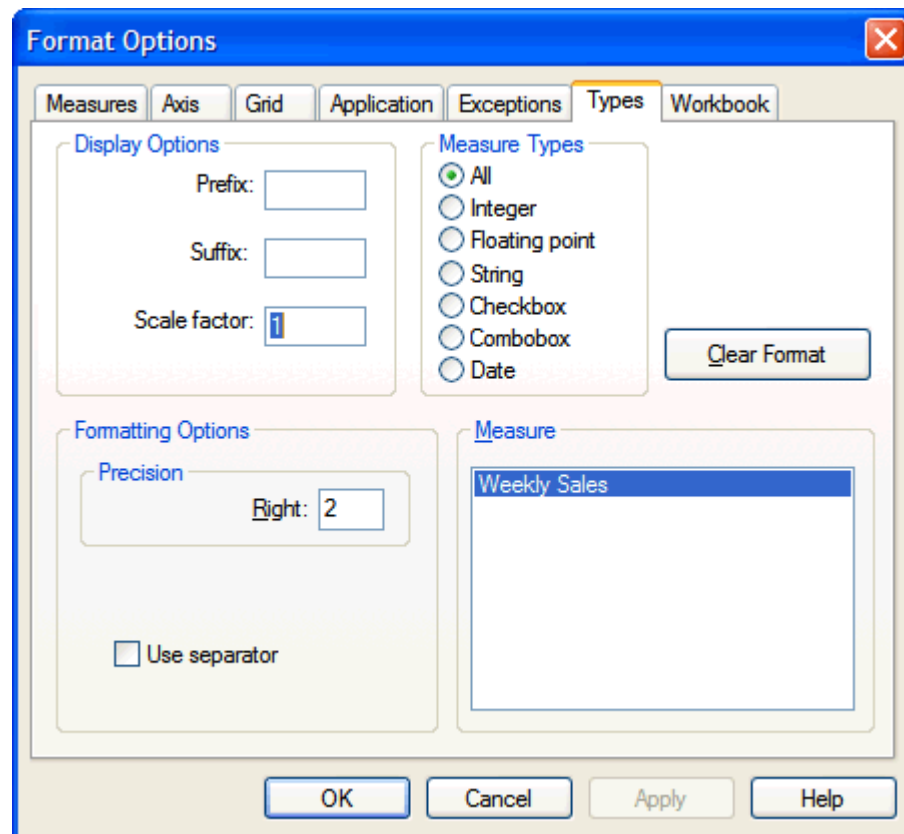 Format Options
Measures Axis Grid Application Exceptions Types Workbook
Display Options
Prefix:
Suffix:
Scale factor: 1
Measure Types
All
Integer
Floating point
String
Checkbox
Combobox
Date
Clear Format
Formatting Options
Precision
Right: 2
Use separator
Measure
Weekly Sales
OK Cancel Apply Help